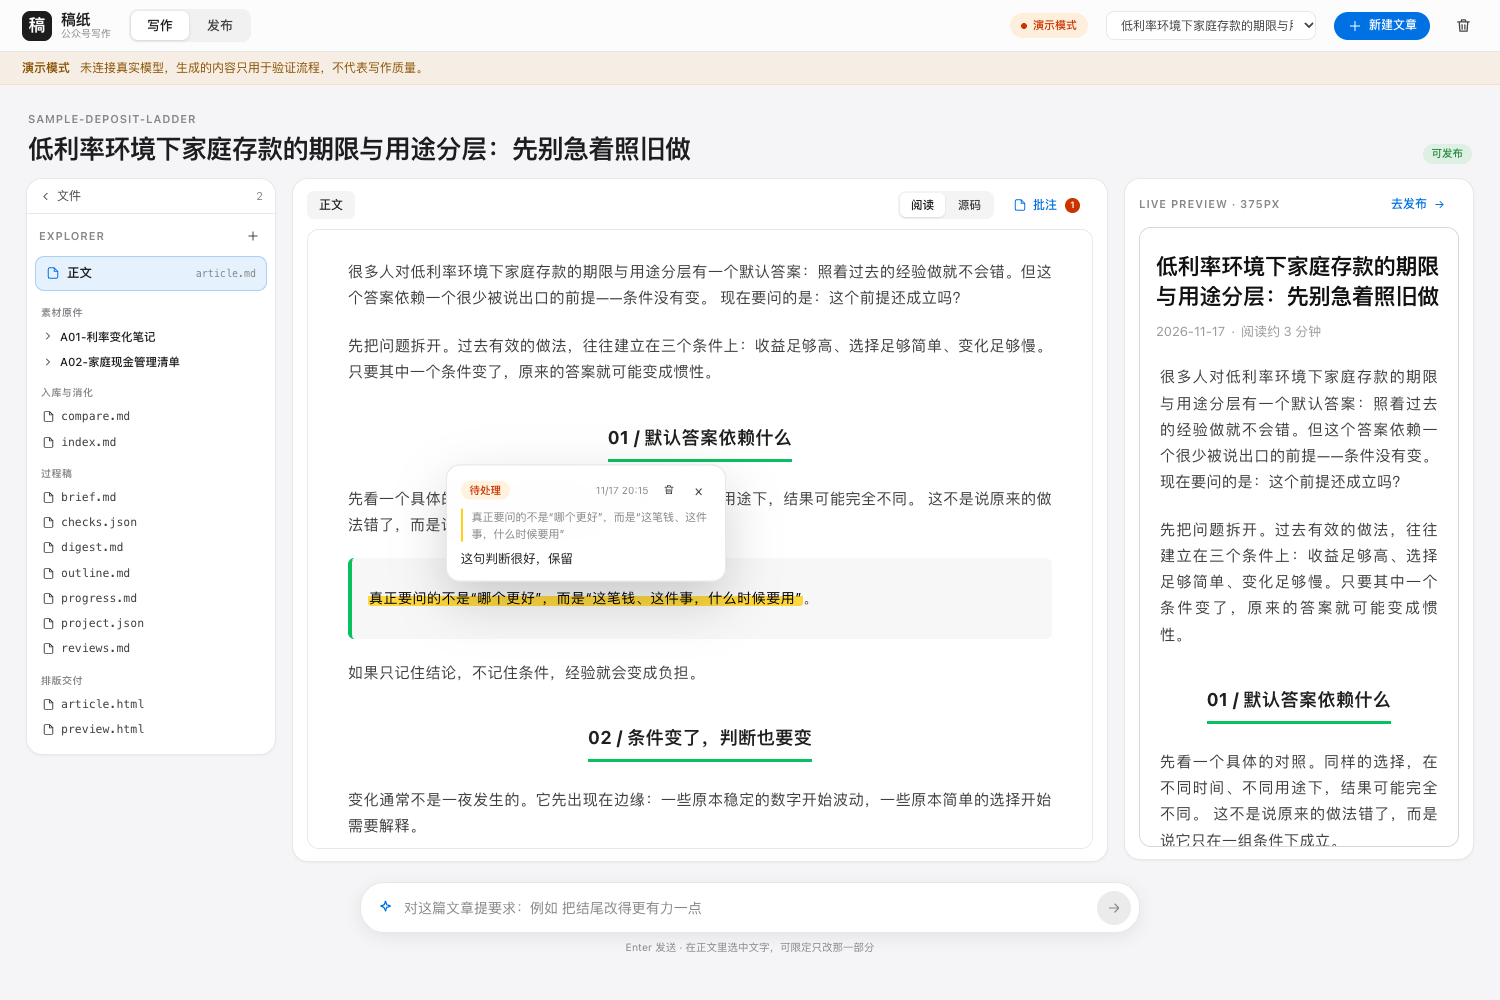 稿 稿纸
公众号写作
写作 发布
演示模式
低利率环境下家庭存款的期限与
新建文章
演示模式 未连接真实模型，生成的内容只用于验证流程，不代表写作质量。
SAMPLE-DEPOSIT-LADDER
低利率环境下家庭存款的期限与用途分层：先别急着照旧做
可发布
文件 2
EXPLORER
正文 article.md
素材原件
A01-利率变化笔记
A02-家庭现金管理清单
入库与消化
compare.md
index.md
过程稿
brief.md
checks.json
digest.md
outline.md
progress.md
project.json
reviews.md
排版交付
article.html
preview.html
正文
阅读 源码 批注 1
很多人对低利率环境下家庭存款的期限与用途分层有一个默认答案：照着过去的经验做就不会错。但这
个答案依赖一个很少被说出口的前提——条件没有变。 现在要问的是：这个前提还成立吗?
先把问题拆开。过去有效的做法，往往建立在三个条件上：收益足够高、选择足够简单、变化足够慢。
只要其中一个条件变了，原来的答案就可能变成惯性。
01 / 默认答案依赖什么
先看一个具体的
用途下，结果可能完全不同。 这不是说原来的做
法错了，而是
待处理 11/17 20:15
真正要问的不是“哪个更好”，而是“这笔钱、这件
事，什么时候要用”
这句判断很好，保留
真正要问的不是“哪个更好”，而是“这笔钱、这件事，什么时候要用”。
如果只记住结论，不记住条件，经验就会变成负担。
02 / 条件变了，判断也要变
变化通常不是一夜发生的。它先出现在边缘：一些原本稳定的数字开始波动，一些原本简单的选择开始
需要解释。
LIVE PREVIEW · 375PX
去发布 →
低利率环境下家庭存款的期限
与用途分层：先别急着照旧做
2026-11-17 · 阅读约 3 分钟
很多人对低利率环境下家庭存款的期限
与用途分层有一个默认答案：照着过去
的经验做就不会错。但这个答案依赖一
个很少被说出口的前提——条件没有变。
现在要问的是：这个前提还成立吗?
先把问题拆开。过去有效的做法，往往
建立在三个条件上：收益足够高、选择
足够简单、变化足够慢。只要其中一个
条件变了，原来的答案就可能变成惯
性。
01 / 默认答案依赖什么
先看一个具体的对照。同样的选择，在
不同时间、不同用途下，结果可能完全
不同。 这不是说原来的做法错了，而是
说它只在一组条件下成立。
对这篇文章提要求：例如 把结尾改得更有力一点
Enter 发送 · 在正文里选中文字，可限定只改那一部分